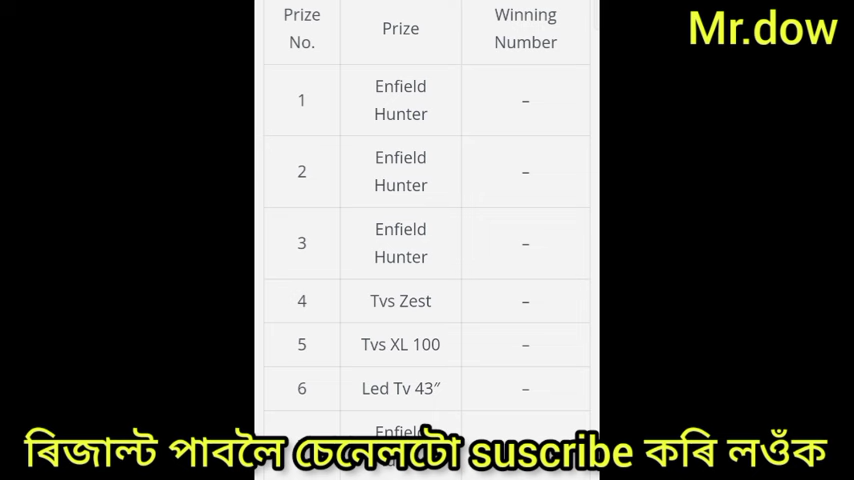 Mr.dow
Prize No. Prize Winning Number
1 Enfield Hunter –
2 Enfield Hunter –
3 Enfield Hunter –
4 Tvs Zest –
5 Tvs XL 100 –
6 Led Tv 43″ –
Enfield
ৰিজাল্ট পাবলৈ চেনেলটো suscribe কৰি লওঁক